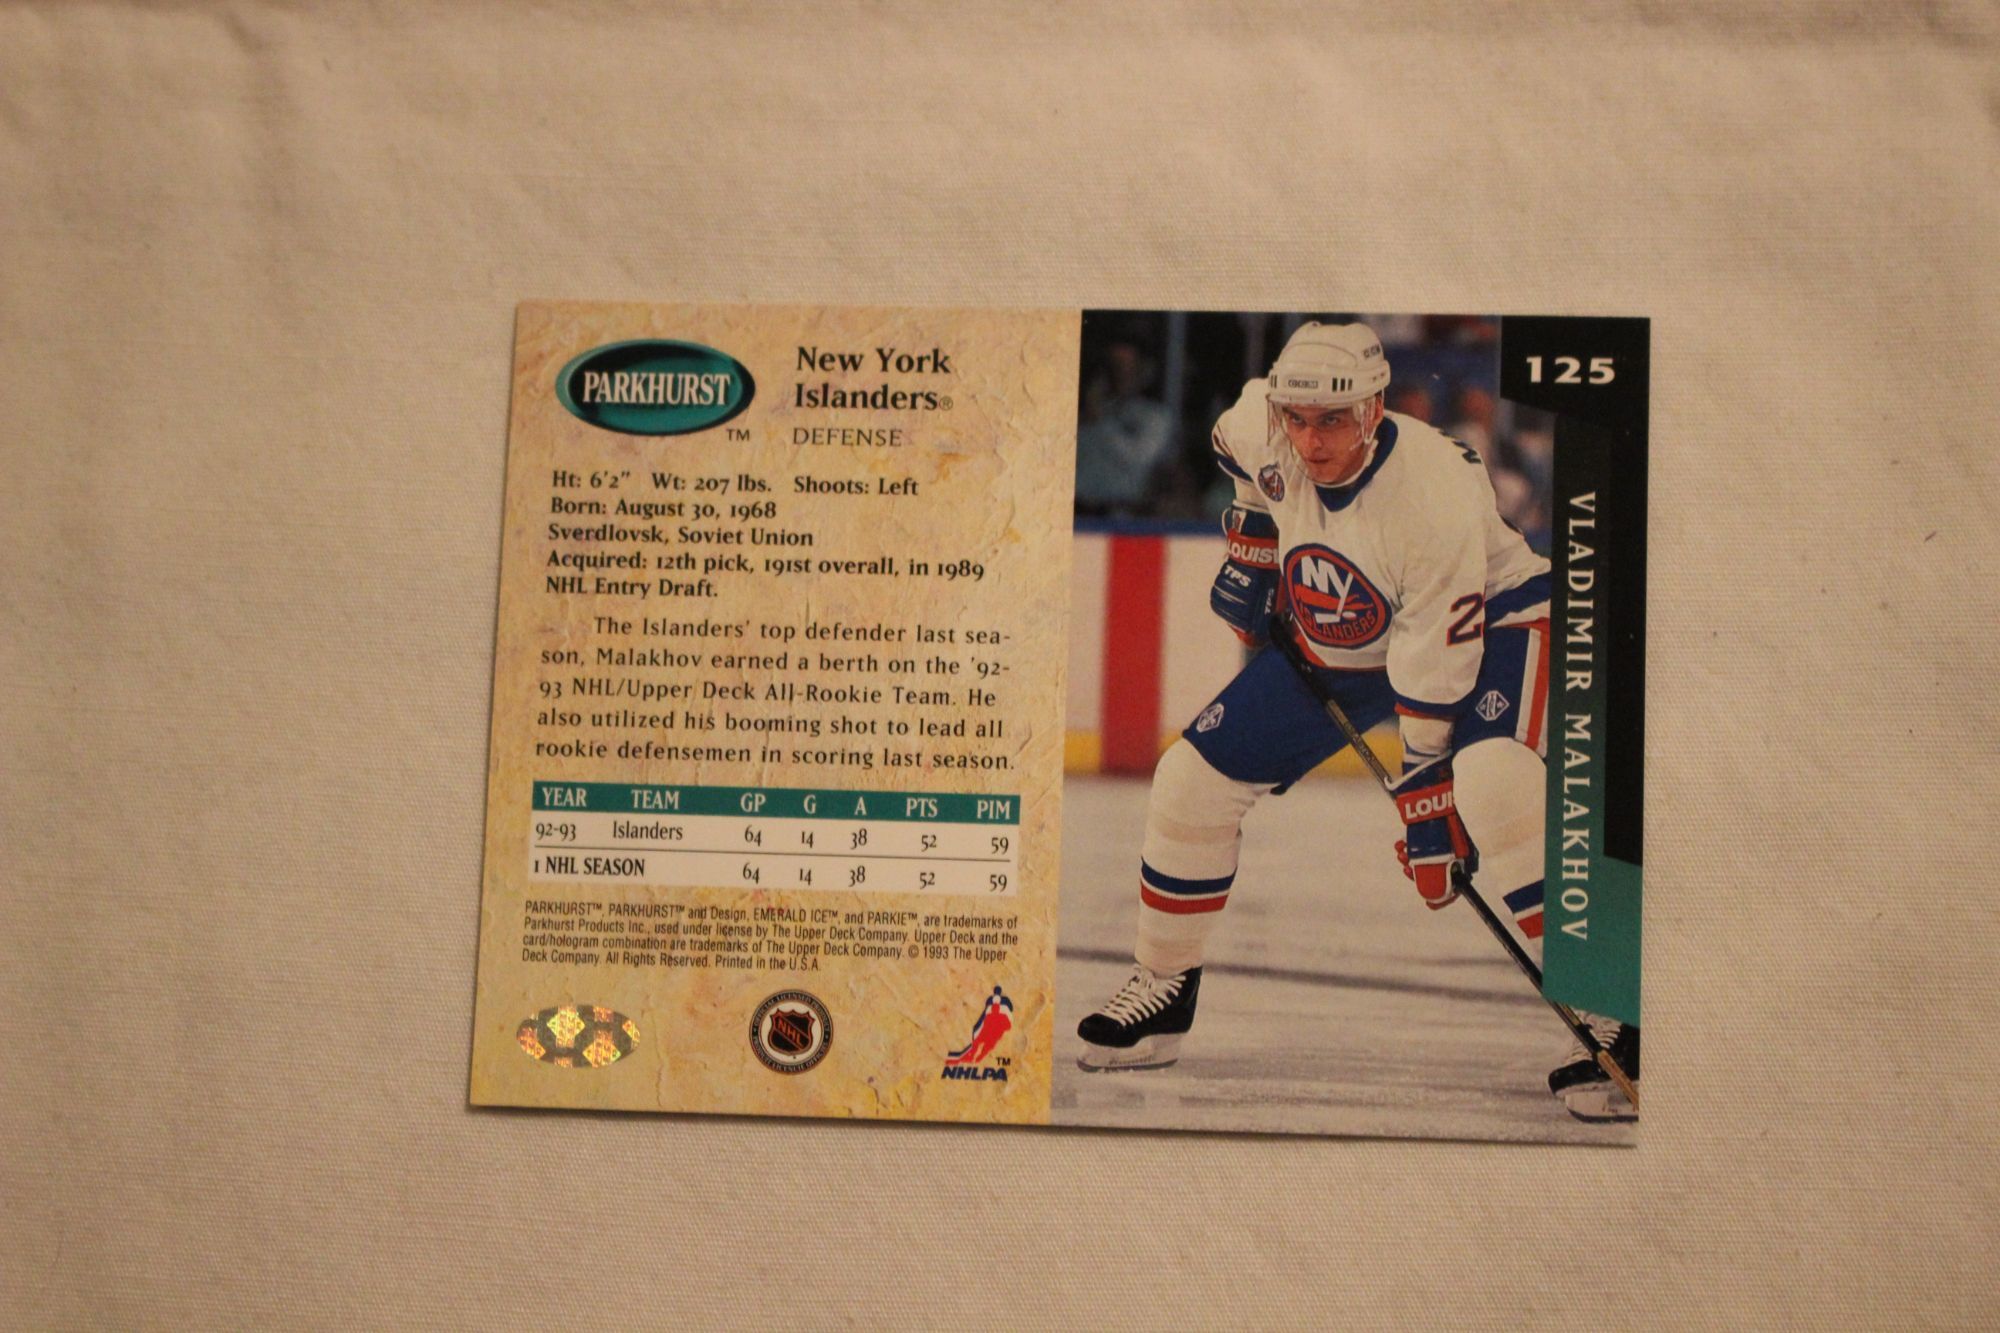 PARKHURST
TM
New York
Islanders®
DEFENSE
Ht: 6'2" Wt: 207 lbs. Shoots: Left
Born: August 30, 1968
Sverdlovsk, Soviet Union
Acquired: 12th pick, 191st overall, in 1989
NHL Entry Draft.
The Islanders' top defender last sea-
son, Malakhov earned a berth on the '92-
93 NHL/Upper Deck All-Rookie Team. He
also utilized his booming shot to lead all
rookie defensemen in scoring last season.
YEAR TEAM GP G A PTS PIM
92-93 Islanders 64 14 38 52 59
1 NHL SEASON 64 14 38 52 59
PARKHURST™, PARKHURST™ and Design, EMERALD ICE™, and PARKIE™, are trademarks of
Parkhurst Products Inc., used under license by The Upper Deck Company. Upper Deck and the
card/hologram combination are trademarks of The Upper Deck Company. © 1993 The Upper
Deck Company. All Rights Reserved. Printed in the U.S.A.
NHL
TM
NHLPA
125
VLADIMIR MALAKHOV
LOUIS
TPS
NY
ISLANDERS
2
LOUIS